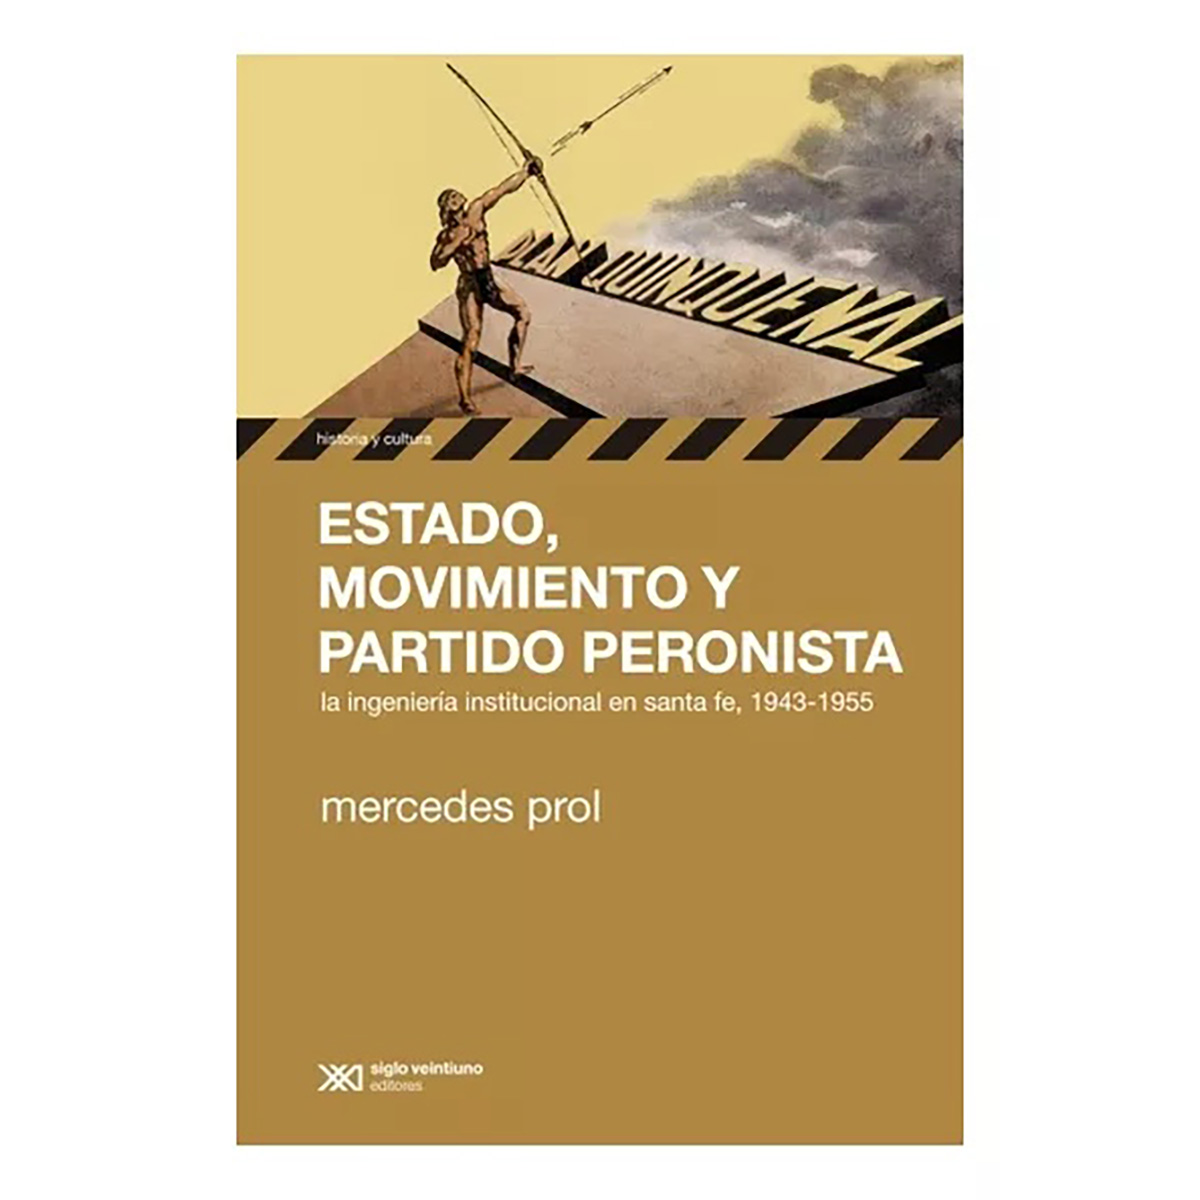 PLAN QUINQUENAL
historia y cultura
ESTADO,
MOVIMIENTO Y
PARTIDO PERONISTA
la ingeniería institucional en santa fe, 1943-1955
mercedes prol
siglo veintiuno
editores